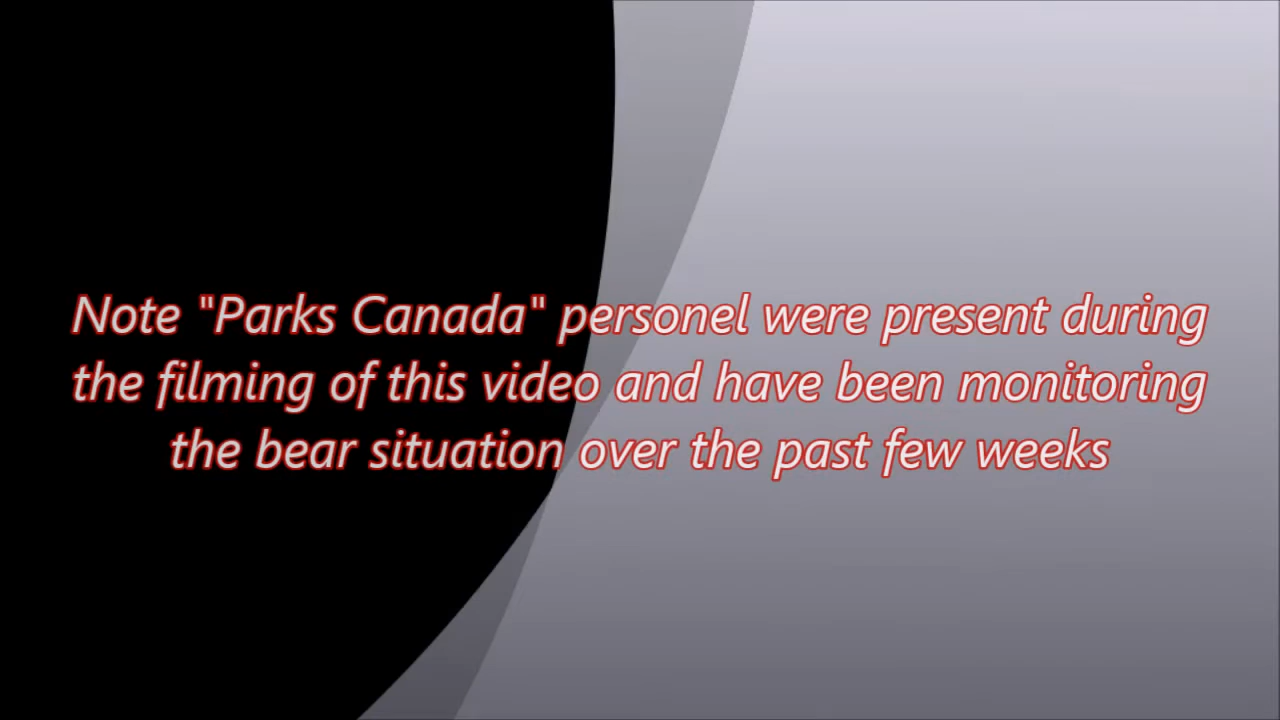 Note "Parks Canada" personel were present during
the filming of this video and have been monitoring
the bear situation over the past few weeks